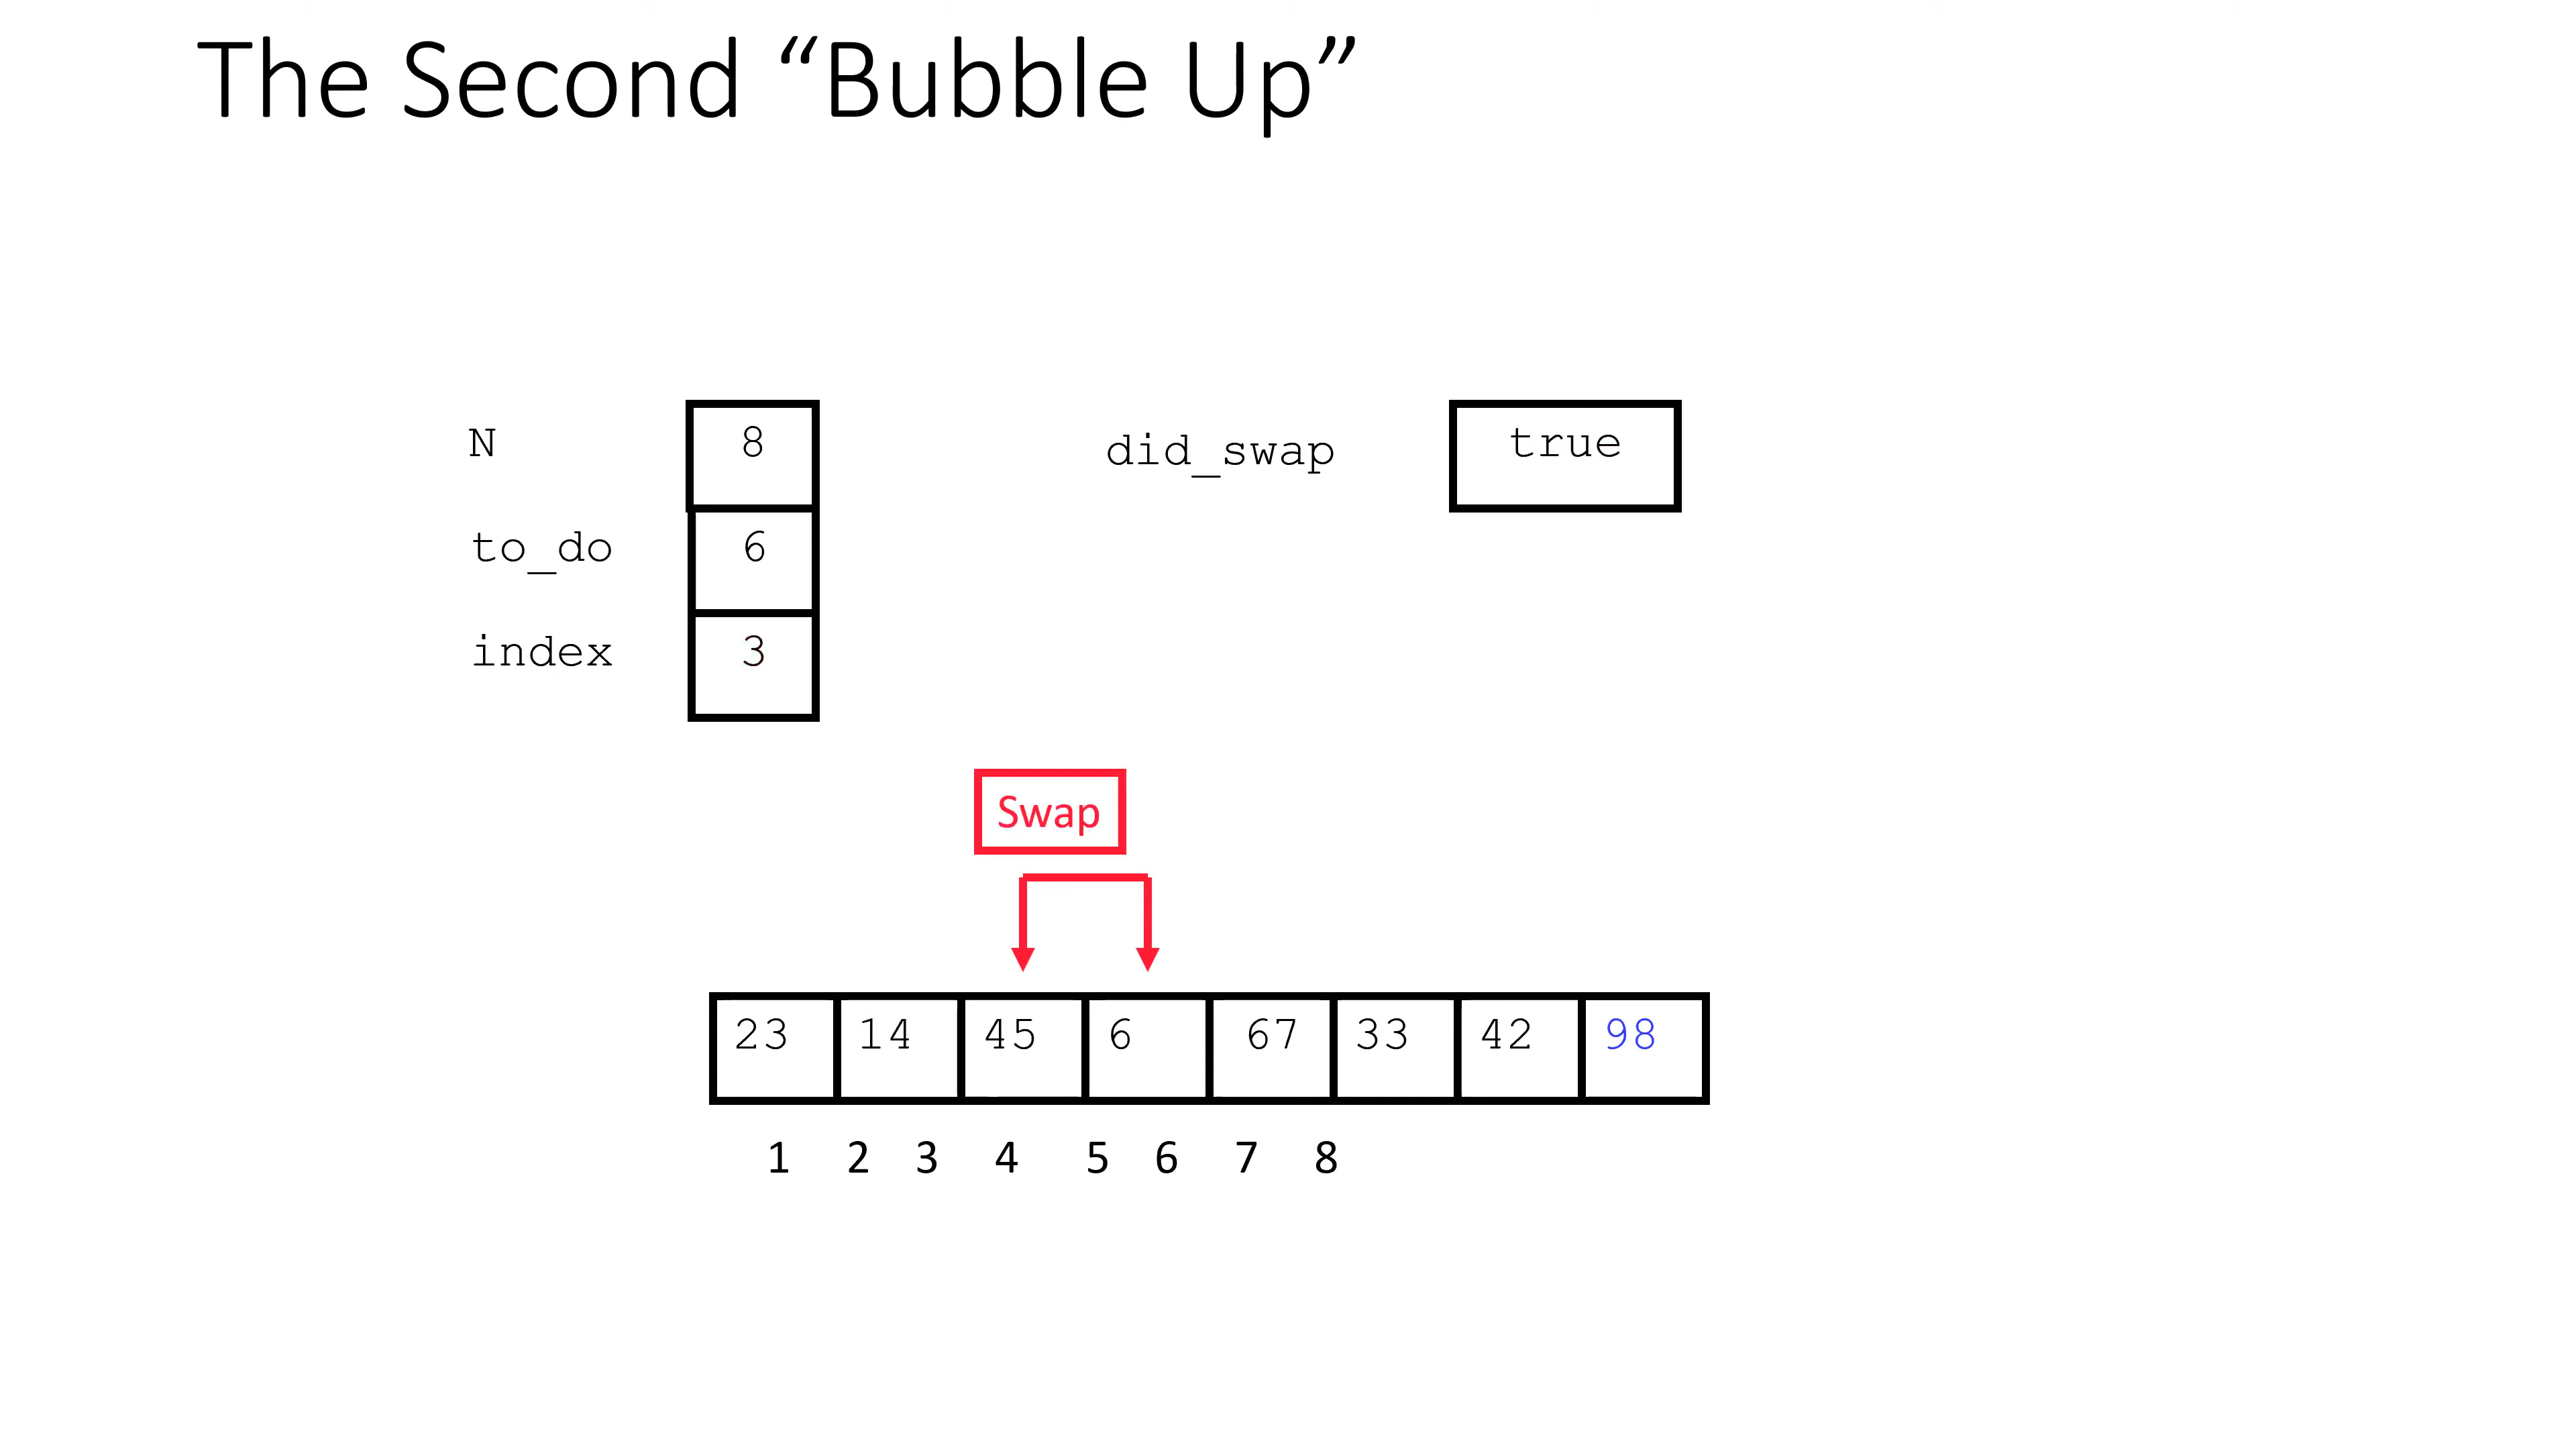 The Second “Bubble Up”
N 8 did_swap true
to_do 6
index 3
Swap
23 14 45 6 67 33 42 98
1 2 3 4 5 6 7 8